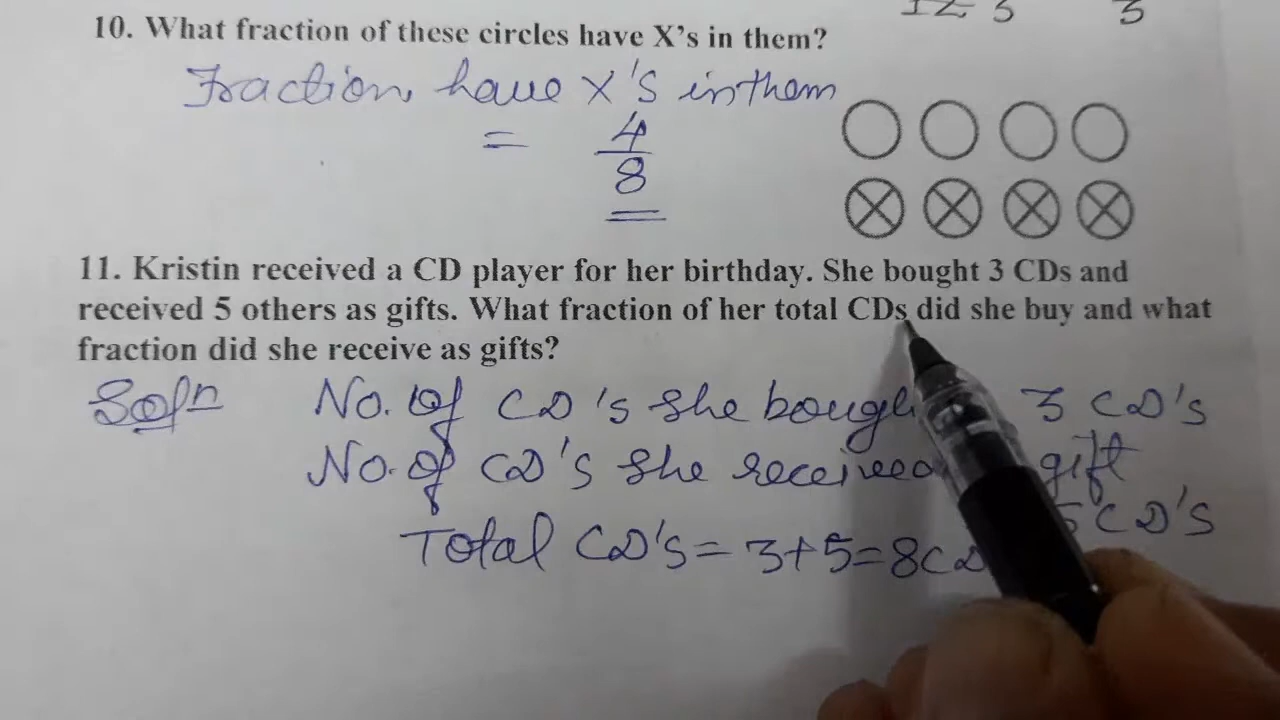 10. What fraction of these circles have X's in them?
Fraction have X's in them
= 4/8
11. Kristin received a CD player for her birthday. She bought 3 CDs and
received 5 others as gifts. What fraction of her total CDs did she buy and what
fraction did she receive as gifts?
Soln No. of CD's she 3 CD's
No. of CD's she received gift
CD'S
Total CD's = 3+5=8